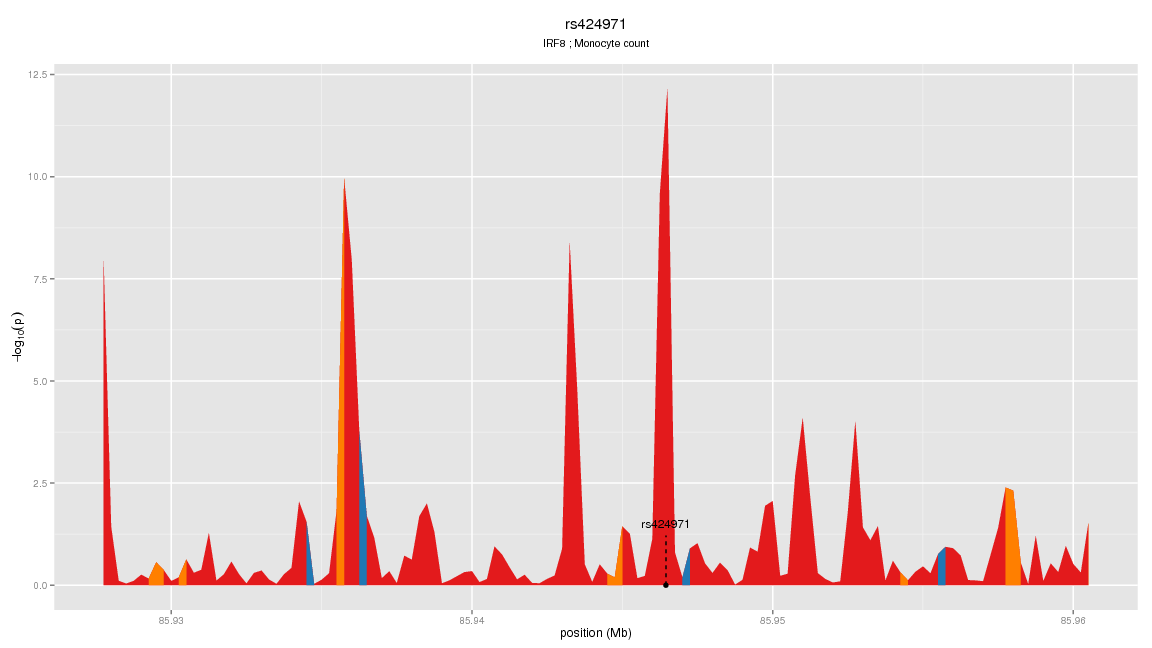 rs424971
IRF8 ; Monocyte count
12.5
10.0
7.5
5.0
2.5
0.0
−log10(p)
rs424971
85.93
85.94
85.95
85.96
position (Mb)